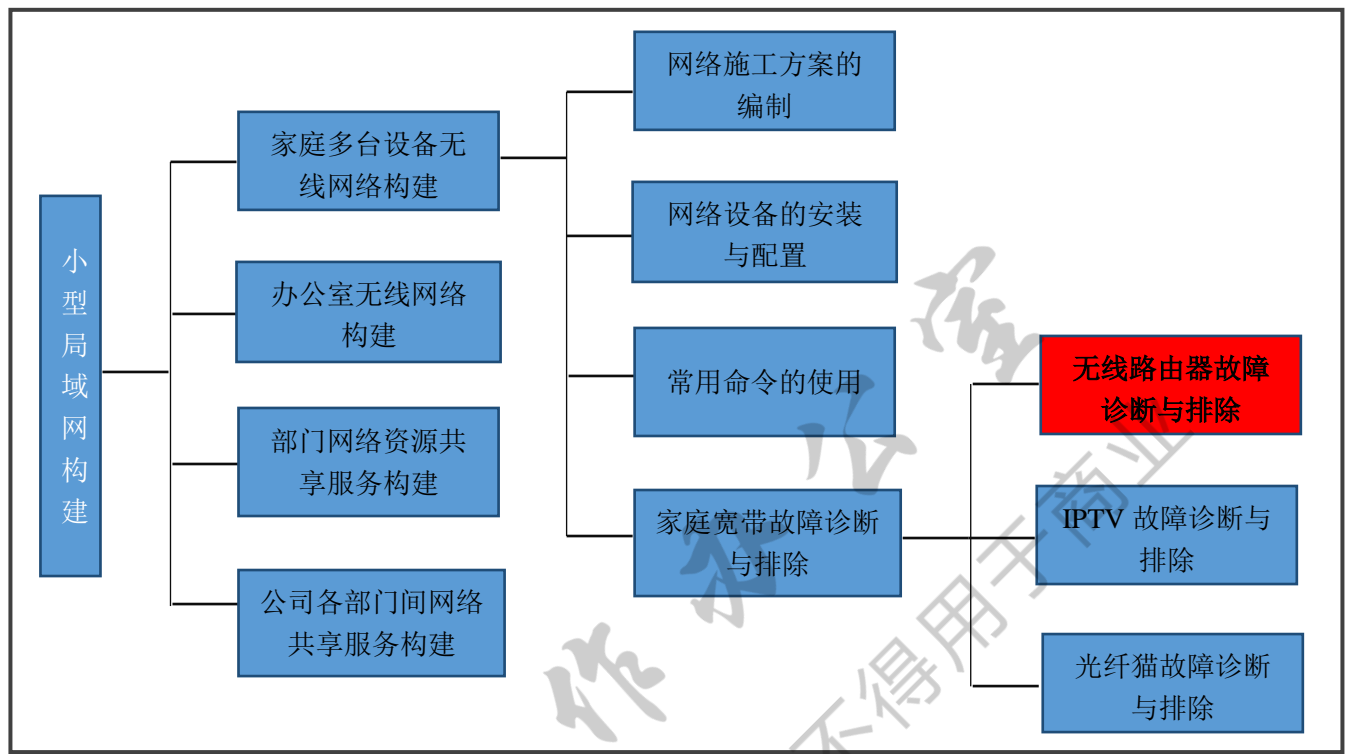 小型局域网构建
家庭多台设备无
线网络构建
办公室无线网络
构建
部门网络资源共
享服务构建
公司各部门间网络
共享服务构建
网络施工方案的
编制
网络设备的安装
与配置
常用命令的使用
家庭宽带故障诊断
与排除
无线路由器故障
诊断与排除
IPTV 故障诊断与
排除
光纤猫故障诊断
与排除
不得用于商业